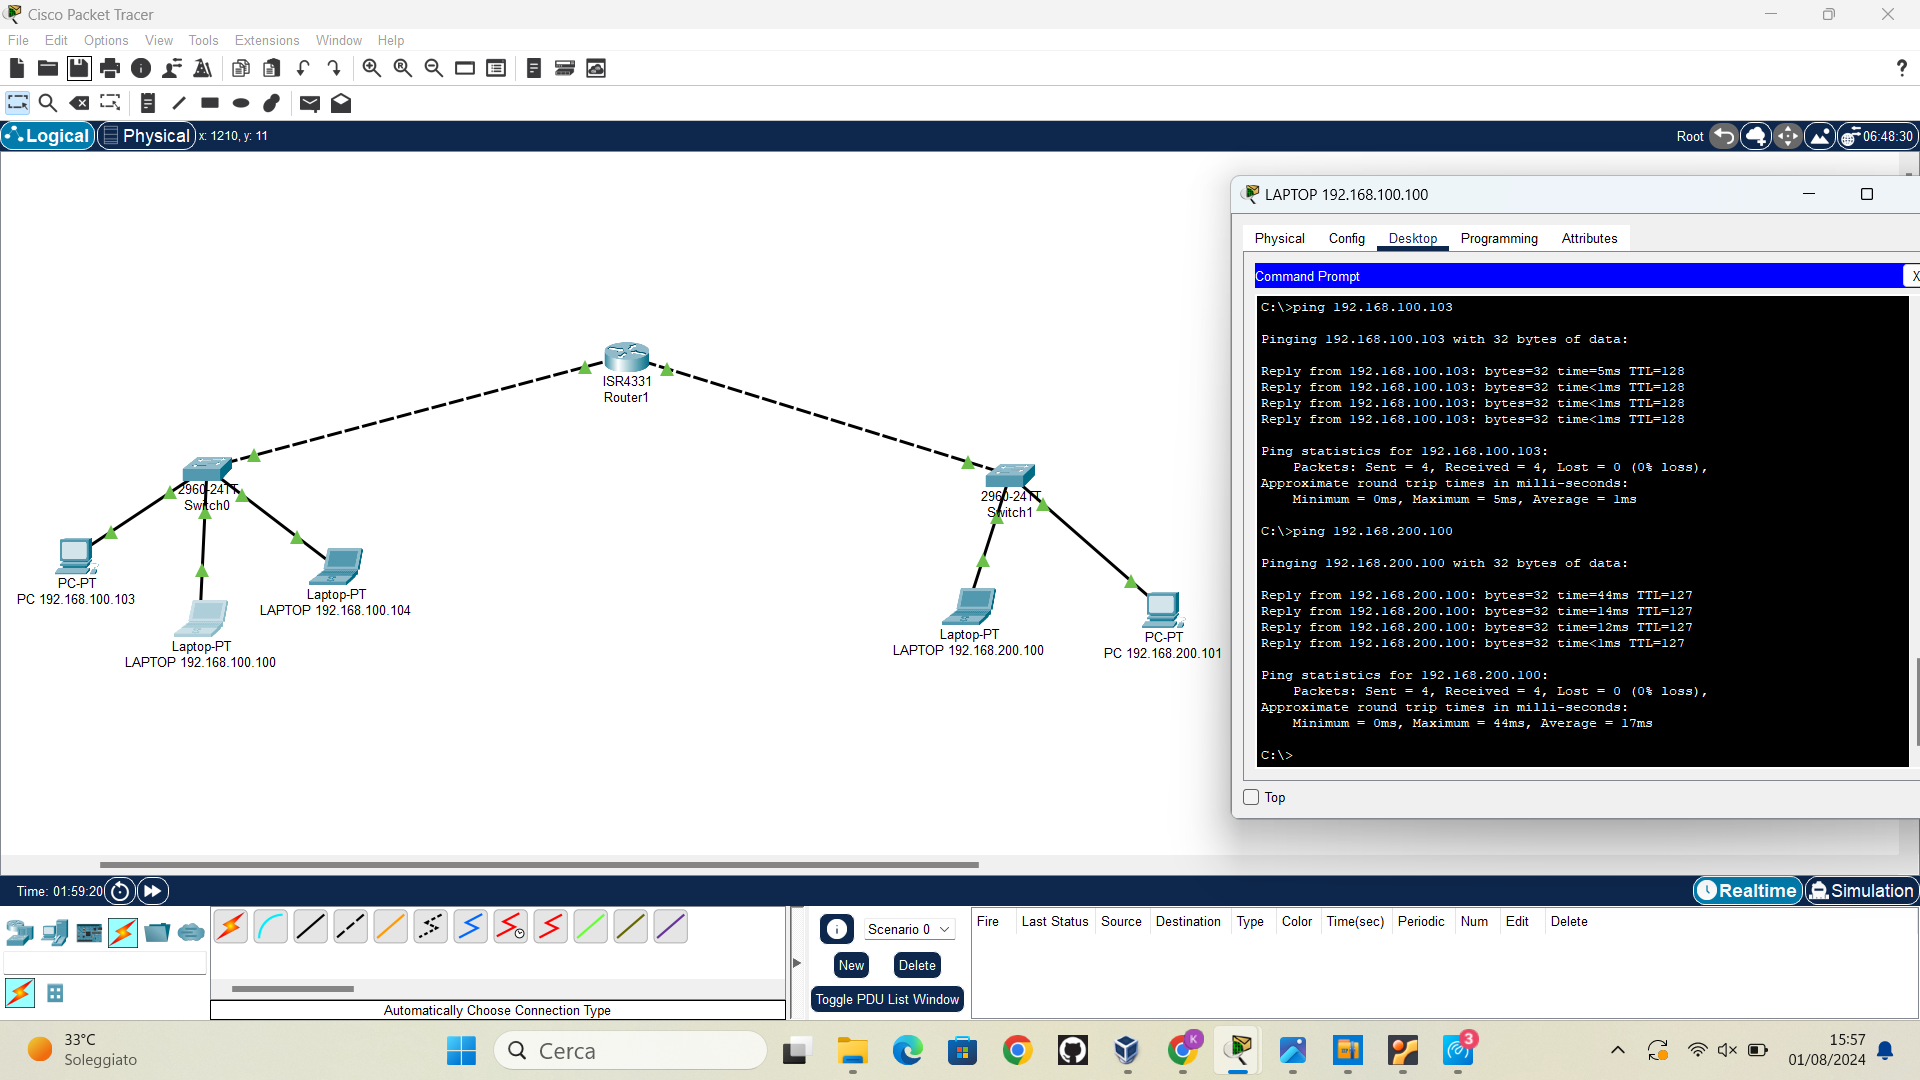 Cisco Packet Tracer
File Edit Options View Tools Extensions Window Help
?
Logical Physical x: 1210, y: 11 Root 06:48:30
ISR4331
Router1
2960-24TT
Switch0
2960-24TT
Switch1
PC-PT
PC 192.168.100.103
Laptop-PT
LAPTOP 192.168.100.104
Laptop-PT
LAPTOP 192.168.100.100
Laptop-PT
LAPTOP 192.168.200.100
PC-PT
PC 192.168.200.101
LAPTOP 192.168.100.100
Physical Config Desktop Programming Attributes
Command Prompt X
C:\>ping 192.168.100.103
Pinging 192.168.100.103 with 32 bytes of data:
Reply from 192.168.100.103: bytes=32 time=5ms TTL=128
Reply from 192.168.100.103: bytes=32 time<1ms TTL=128
Reply from 192.168.100.103: bytes=32 time<1ms TTL=128
Reply from 192.168.100.103: bytes=32 time<1ms TTL=128
Ping statistics for 192.168.100.103:
Packets: Sent = 4, Received = 4, Lost = 0 (0% loss),
Approximate round trip times in milli-seconds:
Minimum = 0ms, Maximum = 5ms, Average = 1ms
C:\>ping 192.168.200.100
Pinging 192.168.200.100 with 32 bytes of data:
Reply from 192.168.200.100: bytes=32 time=44ms TTL=127
Reply from 192.168.200.100: bytes=32 time=14ms TTL=127
Reply from 192.168.200.100: bytes=32 time=12ms TTL=127
Reply from 192.168.200.100: bytes=32 time<1ms TTL=127
Ping statistics for 192.168.200.100:
Packets: Sent = 4, Received = 4, Lost = 0 (0% loss),
Approximate round trip times in milli-seconds:
Minimum = 0ms, Maximum = 44ms, Average = 17ms
C:\>
Top
Time: 01:59:20 Realtime Simulation
Scenario 0
New Delete
Toggle PDU List Window
Fire Last Status Source Destination Type Color Time(sec) Periodic Num Edit Delete
Automatically Choose Connection Type
33°C
Soleggiato
Cerca
K
3
15:57
01/08/2024